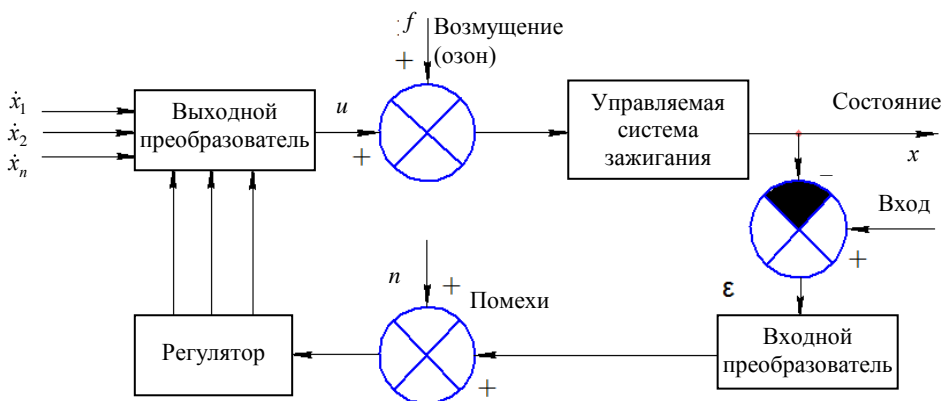 f Возмущение
(озон)
+
ẋ₁
ẋ₂
ẋₙ
Выходной
преобразователь
u
+
Управляемая
система
зажигания
Состояние
x
−
Вход
+
ε
n
+
Помехи
+
Регулятор
Входной
преобразователь